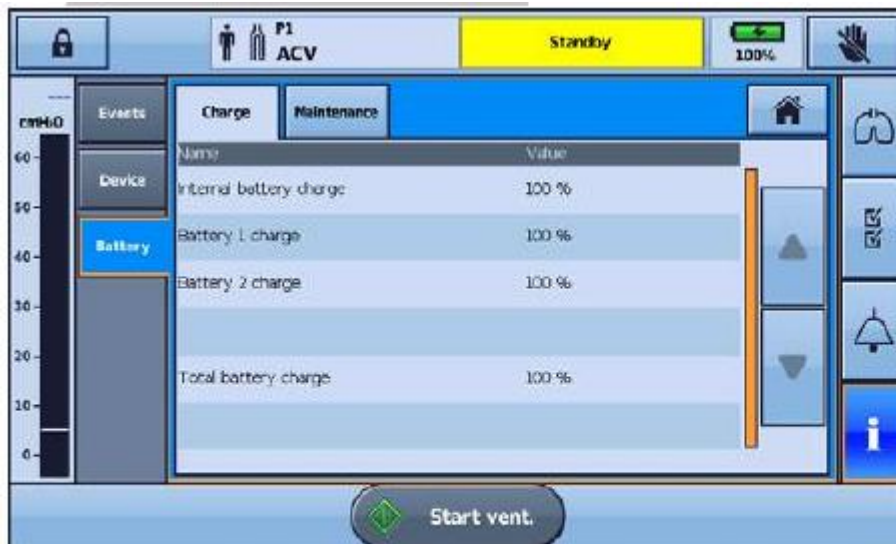 P1
ACV
Standby
100%
cmH2O
60
50
40
30
20
10
0
Events
Device
Battery
Charge
Maintenance
Name Value
Internal battery charge 100 %
Battery 1 charge 100 %
Battery 2 charge 100 %
Total battery charge 100 %
i
Start vent.